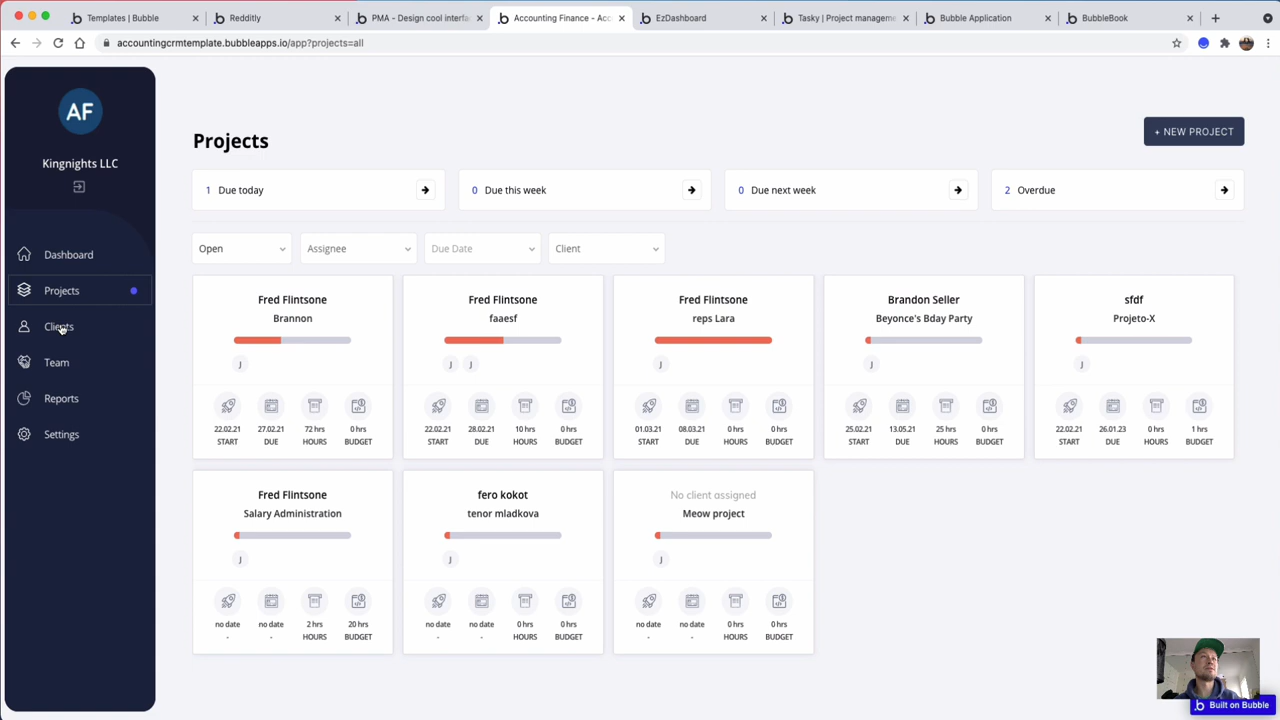 Templates | Bubble
Redditly
PMA - Design cool interfa
Accounting Finance - Acc
EzDashboard
Tasky | Project manageme
Bubble Application
BubbleBook
accountingcrmtemplate.bubbleapps.io/app?projects=all
AF
Kingnights LLC
Dashboard
Projects
Clients
Team
Reports
Settings
Projects
+ NEW PROJECT
1 Due today
0 Due this week
0 Due next week
2 Overdue
Open
Assignee
Due Date
Client
Fred Flintsone
Brannon
J
22.02.21 27.02.21 72 hrs 0 hrs
START DUE HOURS BUDGET
Fred Flintsone
faaesf
J J
22.02.21 28.02.21 10 hrs 0 hrs
START DUE HOURS BUDGET
Fred Flintsone
reps Lara
J
01.03.21 08.03.21 0 hrs 0 hrs
START DUE HOURS BUDGET
Brandon Seller
Beyonce's Bday Party
J
25.02.21 13.05.21 25 hrs 0 hrs
START DUE HOURS BUDGET
sfdf
Projeto-X
J
22.02.21 26.01.23 0 hrs 1 hrs
START DUE HOURS BUDGET
Fred Flintsone
Salary Administration
J
no date no date 2 hrs 20 hrs
- - HOURS BUDGET
fero kokot
tenor mladkova
J
no date no date 0 hrs 0 hrs
- - HOURS BUDGET
No client assigned
Meow project
J
no date no date 0 hrs 0 hrs
- - HOURS BUDGET
.b Built on Bubble